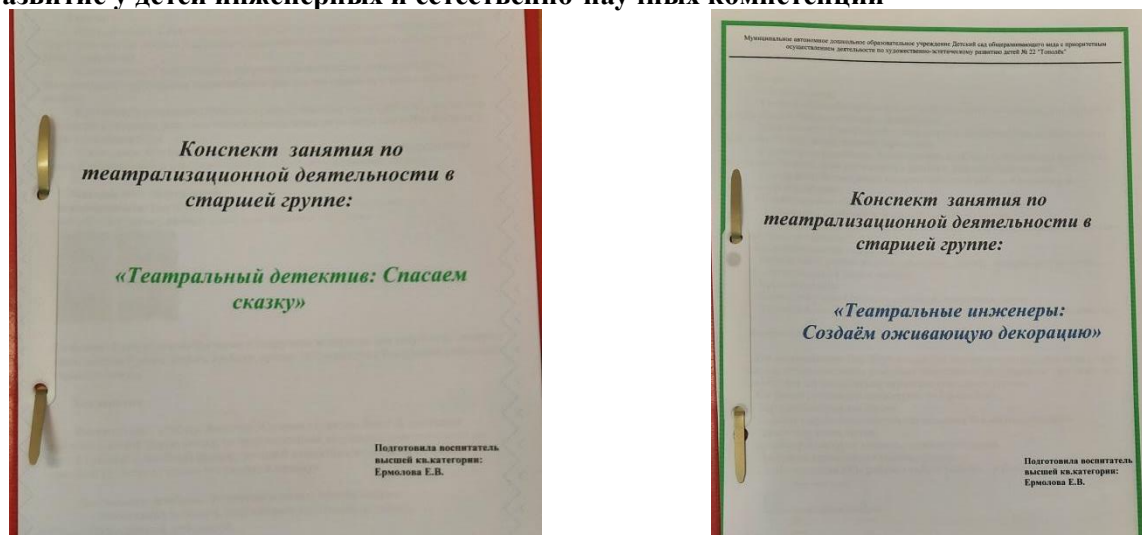 азвитие у детей инженерных и естественно-научных компетенций
Конспект занятия по
театрализационной деятельности в
старшей группе:
«Театральный детектив: Спасаем
сказку»
Подготовила воспитатель
высшей кв.категории:
Ермолова Е.В.
Муниципальное автономное дошкольное образовательное учреждение Детский сад общеразвивающего вида с приоритетным
осуществлением деятельности по художественно-эстетическому развитию детей № 22 "Тополёк"
Конспект занятия по
театрализационной деятельности в
старшей группе:
«Театральные инженеры:
Создаём оживающую декорацию»
Подготовила воспитатель
высшей кв.категории:
Ермолова Е.В.